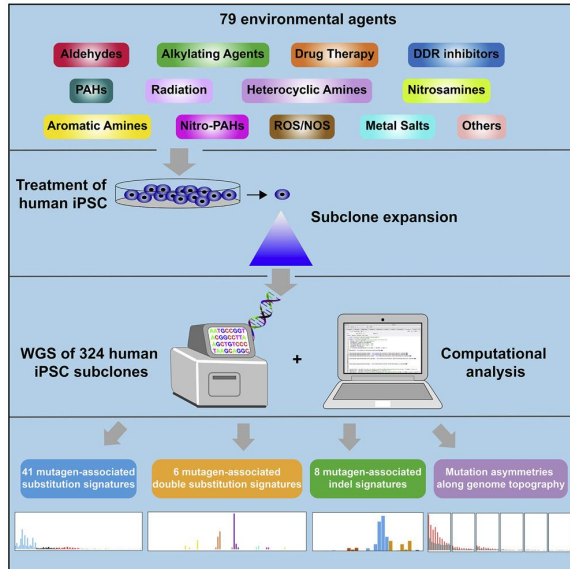 79 environmental agents
Aldehydes
Alkylating Agents
Drug Therapy
DDR inhibitors
PAHs
Radiation
Heterocyclic Amines
Nitrosamines
Aromatic Amines
Nitro-PAHs
ROS/NOS
Metal Salts
Others
Treatment of
human iPSC
Subclone expansion
WGS of 324 human
iPSC subclones
+
Computational
analysis
41 mutagen-associated
substitution signatures
6 mutagen-associated
double substitution signatures
8 mutagen-associated
indel signatures
Mutation asymmetries
along genome topography